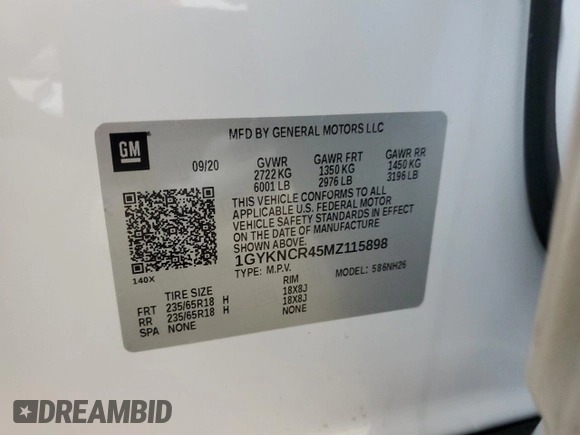 GM
MFD BY GENERAL MOTORS LLC
09/20 GVWR GAWR FRT GAWR RR
2722 KG 1350 KG 1450 KG
6001 LB 2976 LB 3196 LB
THIS VEHICLE CONFORMS TO ALL
APPLICABLE U.S. FEDERAL MOTOR
VEHICLE SAFETY STANDARDS IN EFFECT
ON THE DATE OF MANUFACTURE
SHOWN ABOVE.
1GYKNCR45MZ115898
140X TYPE: M.P.V. MODEL: 586NH26
TIRE SIZE RIM
FRT 235/65R18 H 18X8J
RR 235/65R18 H 18X8J
SPA NONE NONE
DREAMBID